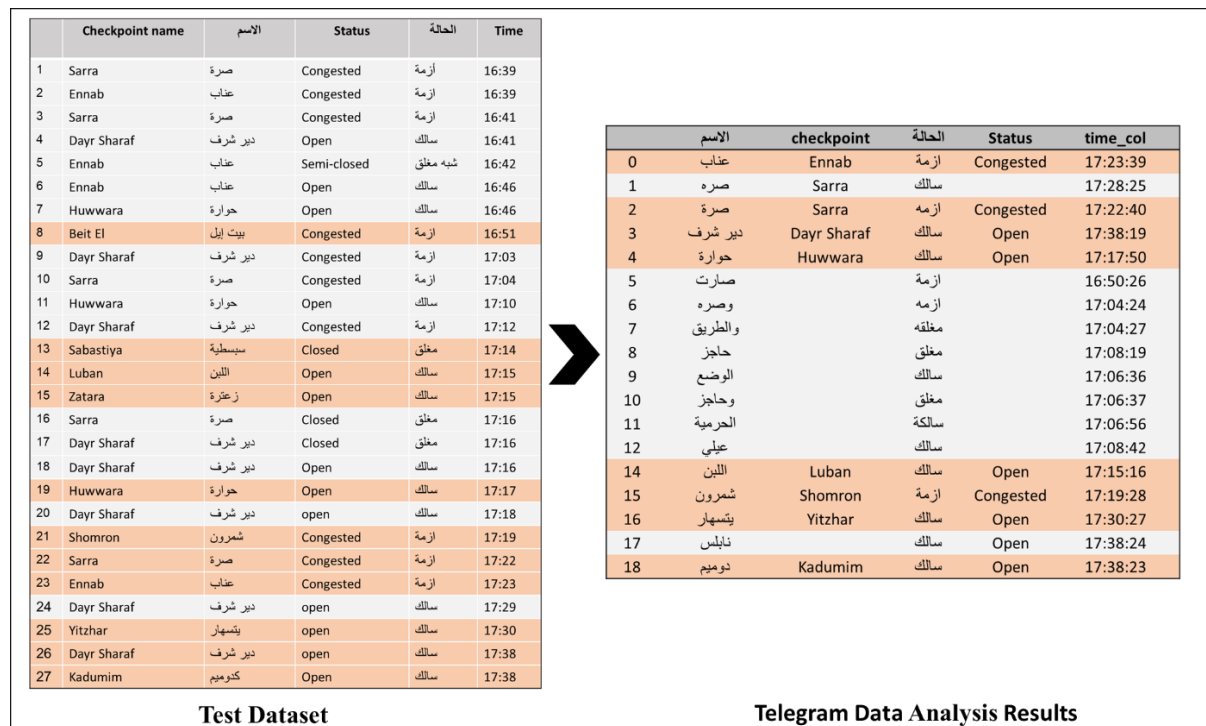 Checkpoint name الاسم Status الحالة Time
1 Sarra صرة Congested أزمة 16:39
2 Ennab عناب Congested ازمة 16:39
3 Sarra صرة Congested ازمة 16:41
4 Dayr Sharaf دير شرف Open سالك 16:41
5 Ennab عناب Semi-closed شبه مغلق 16:42
6 Ennab عناب Open سالك 16:46
7 Huwwara حوارة Open سالك 16:46
8 Beit El بيت إيل Congested ازمة 16:51
9 Dayr Sharaf دير شرف Congested ازمة 17:03
10 Sarra صرة Congested ازمة 17:04
11 Huwwara حوارة Open سالك 17:10
12 Dayr Sharaf دير شرف Congested ازمة 17:12
13 Sabastiya سبسطية Closed مغلق 17:14
14 Luban اللبن Open سالك 17:15
15 Zatara زعترة Open سالك 17:15
16 Sarra صرة Closed مغلق 17:16
17 Dayr Sharaf دير شرف Closed مغلق 17:16
18 Dayr Sharaf دير شرف Open سالك 17:16
19 Huwwara حوارة Open سالك 17:17
20 Dayr Sharaf دير شرف open سالك 17:18
21 Shomron شمرون Congested ازمة 17:19
22 Sarra صرة Congested ازمة 17:22
23 Ennab عناب Congested ازمة 17:23
24 Dayr Sharaf دير شرف open سالك 17:29
25 Yitzhar يتسهار open سالك 17:30
26 Dayr Sharaf دير شرف open سالك 17:38
27 Kadumim كدوميم Open سالك 17:38
Test Dataset
الاسم checkpoint الحالة Status time_col
0 عناب Ennab ازمة Congested 17:23:39
1 صره Sarra سالك 17:28:25
2 صرة Sarra ازمه Congested 17:22:40
3 دير شرف Dayr Sharaf سالك Open 17:38:19
4 حوارة Huwwara سالك Open 17:17:50
5 صارت ازمة 16:50:26
6 وصره ازمه 17:04:24
7 والطريق مغلقه 17:04:27
8 حاجز مغلق 17:08:19
9 الوضع سالك 17:06:36
10 وحاجز مغلق 17:06:37
11 الحرمية سالكة 17:06:56
12 عيلي سالك 17:08:42
14 اللبن Luban سالك Open 17:15:16
15 شمرون Shomron ازمة Congested 17:19:28
16 يتسهار Yitzhar سالك Open 17:30:27
17 نابلس سالك Open 17:38:24
18 دوميم Kadumim سالك Open 17:38:23
Telegram Data Analysis Results